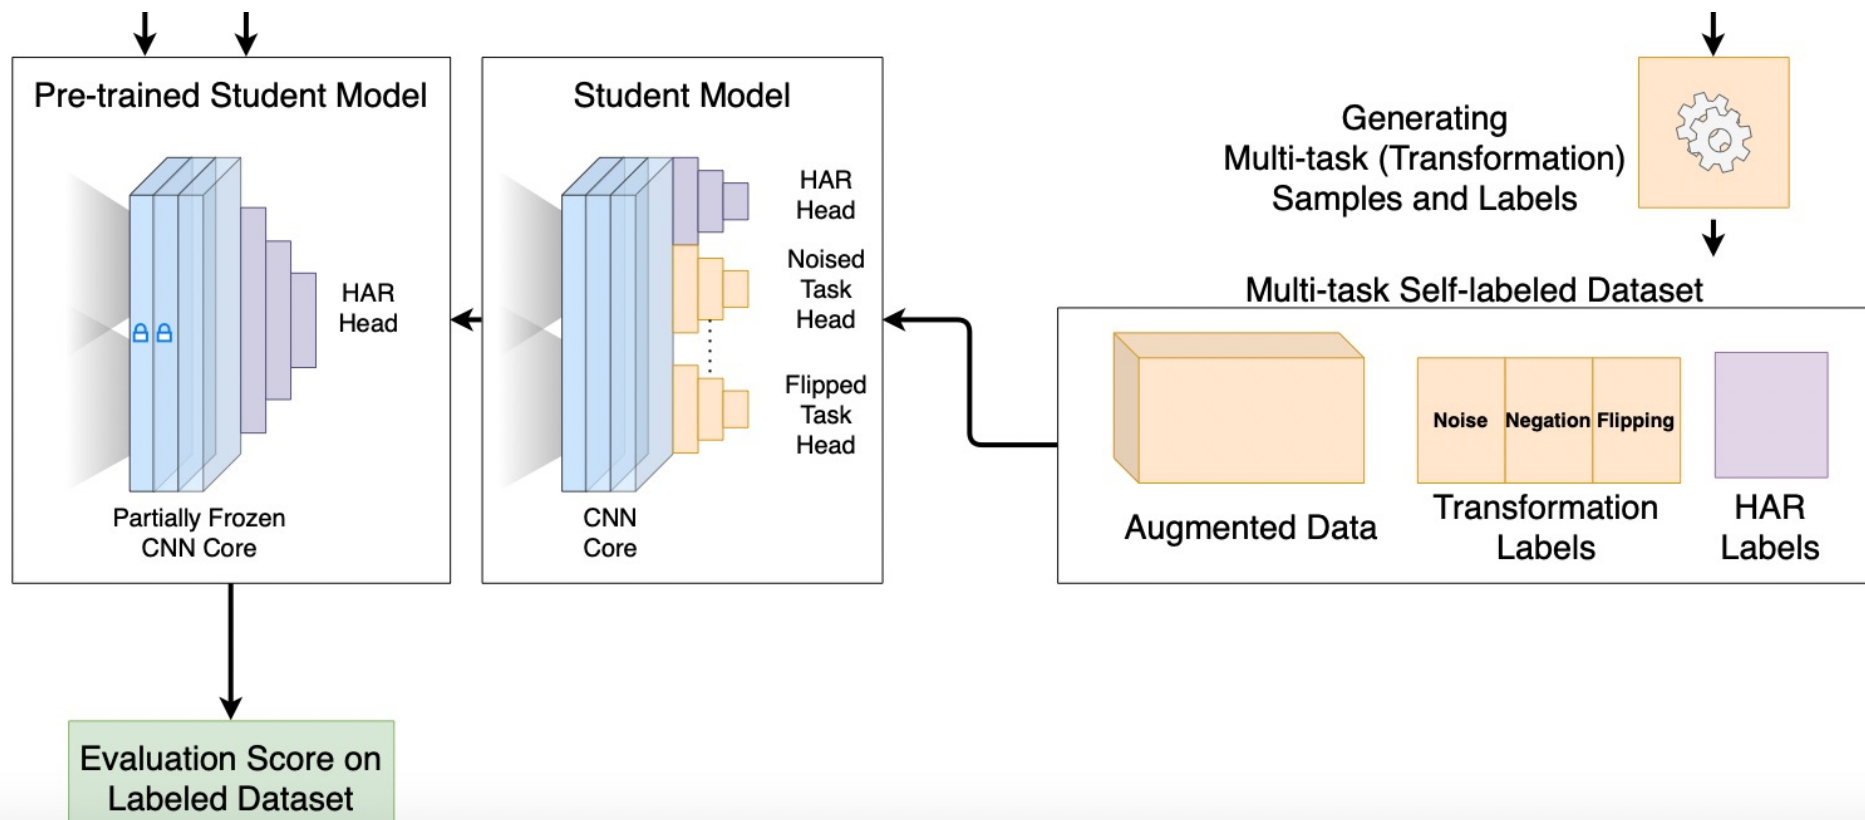 Pre-trained Student Model
HAR
Head
Partially Frozen
CNN Core
Student Model
HAR
Head
Noised
Task
Head
Flipped
Task
Head
CNN
Core
Generating
Multi-task (Transformation)
Samples and Labels
Multi-task Self-labeled Dataset
Noise Negation Flipping
Augmented Data
Transformation
Labels
HAR
Labels
Evaluation Score on
Labeled Dataset